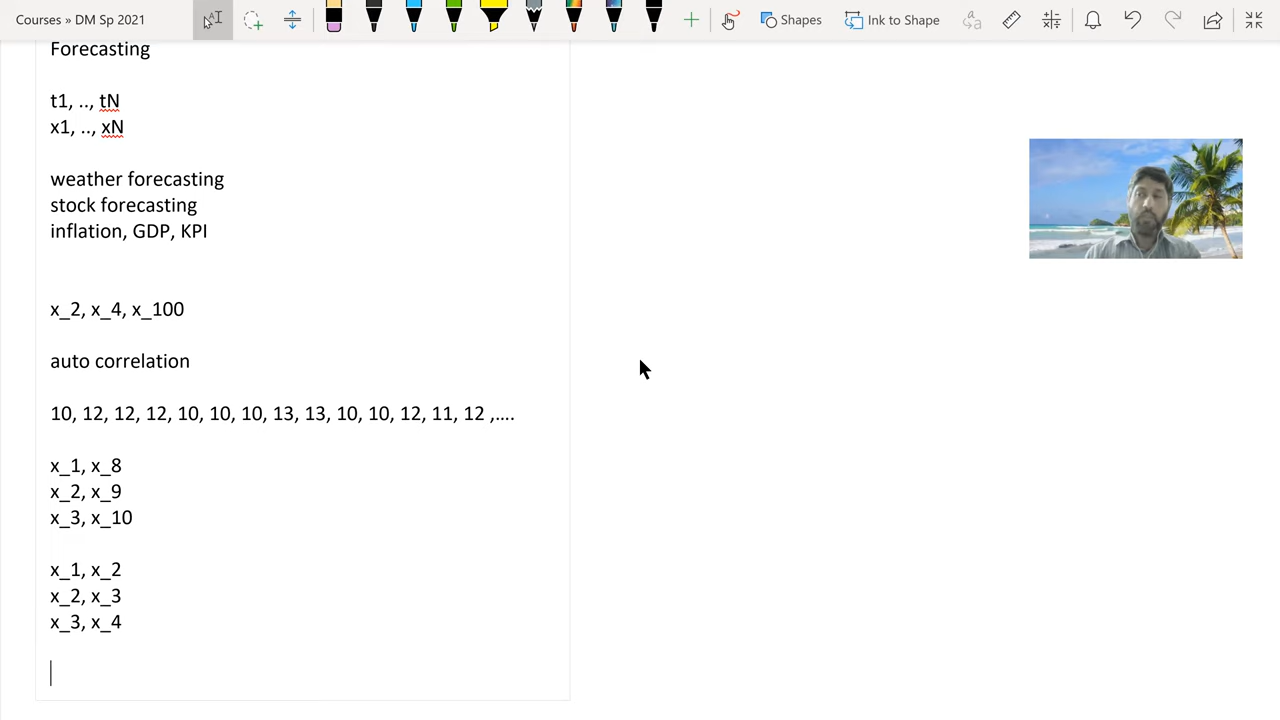 Courses » DM Sp 2021
Shapes
Ink to Shape
Forecasting
t1, .., tN
x1, .., xN
weather forecasting
stock forecasting
inflation, GDP, KPI
x_2, x_4, x_100
auto correlation
10, 12, 12, 12, 10, 10, 10, 13, 13, 10, 10, 12, 11, 12 ,....
x_1, x_8
x_2, x_9
x_3, x_10
x_1, x_2
x_2, x_3
x_3, x_4